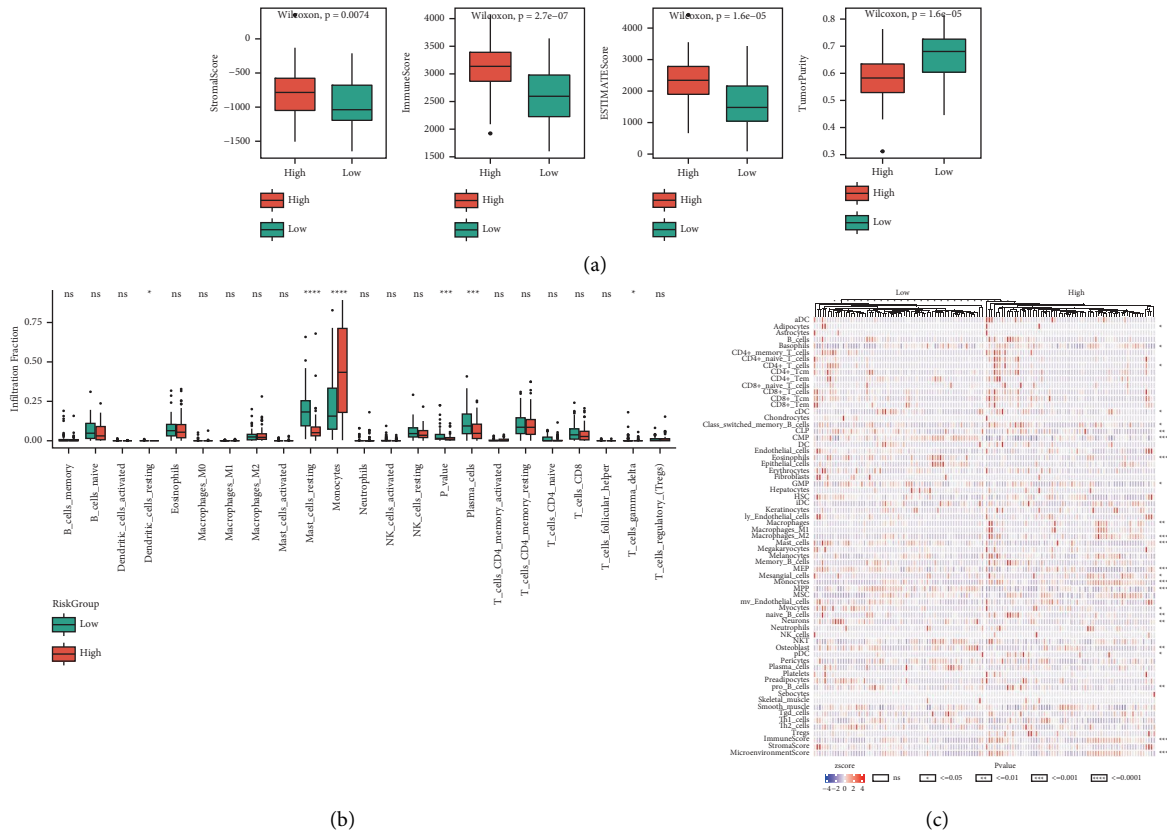 Wilcoxon, p = 0.0074
Wilcoxon, p = 2.7e-07
Wilcoxon, p = 1.6e-05
Wilcoxon, p = 1.6e-05
StromalScore
0
−500
−1000
−1500
High
Low
ImmuneScore
4000
3500
3000
2500
2000
1500
High
Low
ESTIMATEScore
4000
3000
2000
1000
0
High
Low
TumorPurity
0.8
0.7
0.6
0.5
0.4
0.3
High
Low
High
Low
High
Low
High
Low
High
Low
(a)
ns ns ns * ns ns ns ns ns **** **** ns ns ns *** *** ns ns ns ns ns * ns
Infiltration Fraction
0.75
0.50
0.25
0.00
B_cells_memory
B_cells_naive
Dendritic_cells_activated
Dendritic_cells_resting
Eosinophils
Macrophages_M0
Macrophages_M1
Macrophages_M2
Mast_cells_activated
Mast_cells_resting
Monocytes
Neutrophils
NK_cells_activated
NK_cells_resting
P_value
Plasma_cells
T_cells_CD4_memory_activated
T_cells_CD4_memory_resting
T_cells_CD4_naive
T_cells_CD8
T_cells_follicular_helper
T_cells_gamma_delta
T_cells_regulatory_(Tregs)
RiskGroup
Low
High
(b)
Low
High
aDC
Adipocytes *
Astrocytes
B_cells
Basophils *
CD4+_memory_T_cells
CD4+_naive_T_cells
CD4+_T_cells *
CD4+_Tcm
CD4+_Tem
CD8+_naive_T_cells
CD8+_T_cells
CD8+_Tcm
CD8+_Tem
cDC *
Chondrocytes
Class_switched_memory_B_cells *
CLP **
CMP ***
DC
Endothelial_cells
Eosinophils ***
Epithelial_cells
Erythrocytes
Fibroblasts
GMP *
Hepatocytes
HSC
iDC
Keratinocytes
ly_Endothelial_cells
Macrophages **
Macrophages_M1
Macrophages_M2 ***
Mast_cells ***
Megakaryocytes
Melanocytes
Memory_B_cells
MEP ***
Mesangial_cells *
Monocytes ***
MPP ***
MSC
mv_Endothelial_cells
Myocytes *
naive_B_cells **
Neurons **
Neutrophils
NK_cells
NKT
Osteoblast **
pDC *
Pericytes
Plasma_cells
Platelets
Preadipocytes
pro_B_cells **
Sebocytes
Skeletal_muscle
Smooth_muscle
Tgd_cells
Th1_cells
Th2_cells
Tregs
ImmuneScore ***
StromaScore
MicroenvironmentScore ***
zscore
−4 −2 0 2 4
Pvalue
ns
* <=0.05
** <=0.01
*** <=0.001
**** <=0.0001
(c)